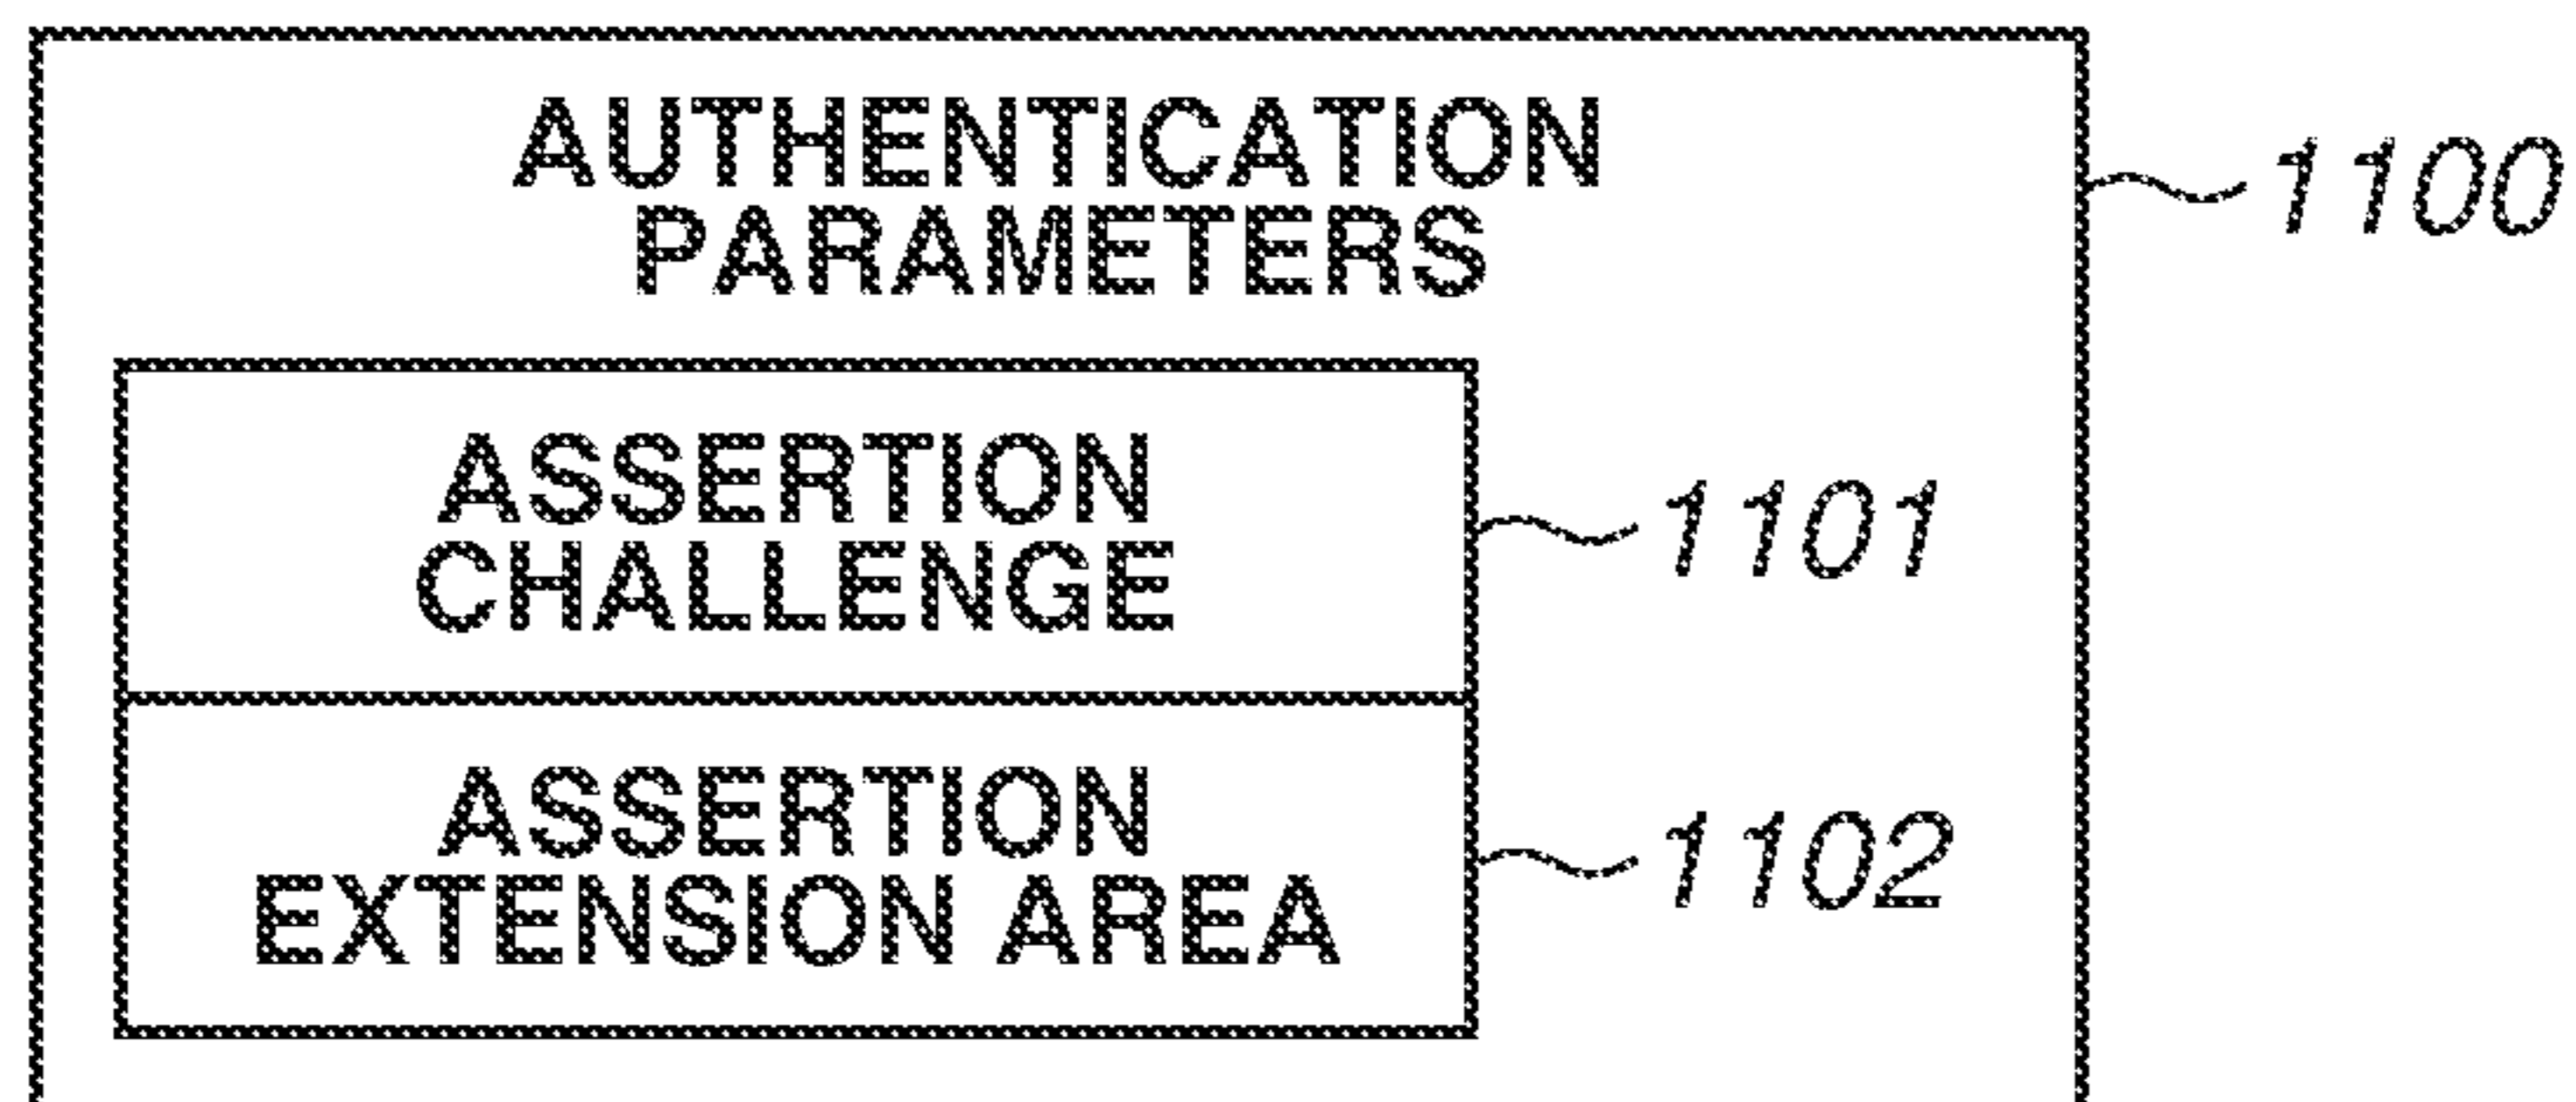 AUTHENTICATION
PARAMETERS
1100
ASSERTION
CHALLENGE
1101
ASSERTION
EXTENSION AREA
1102